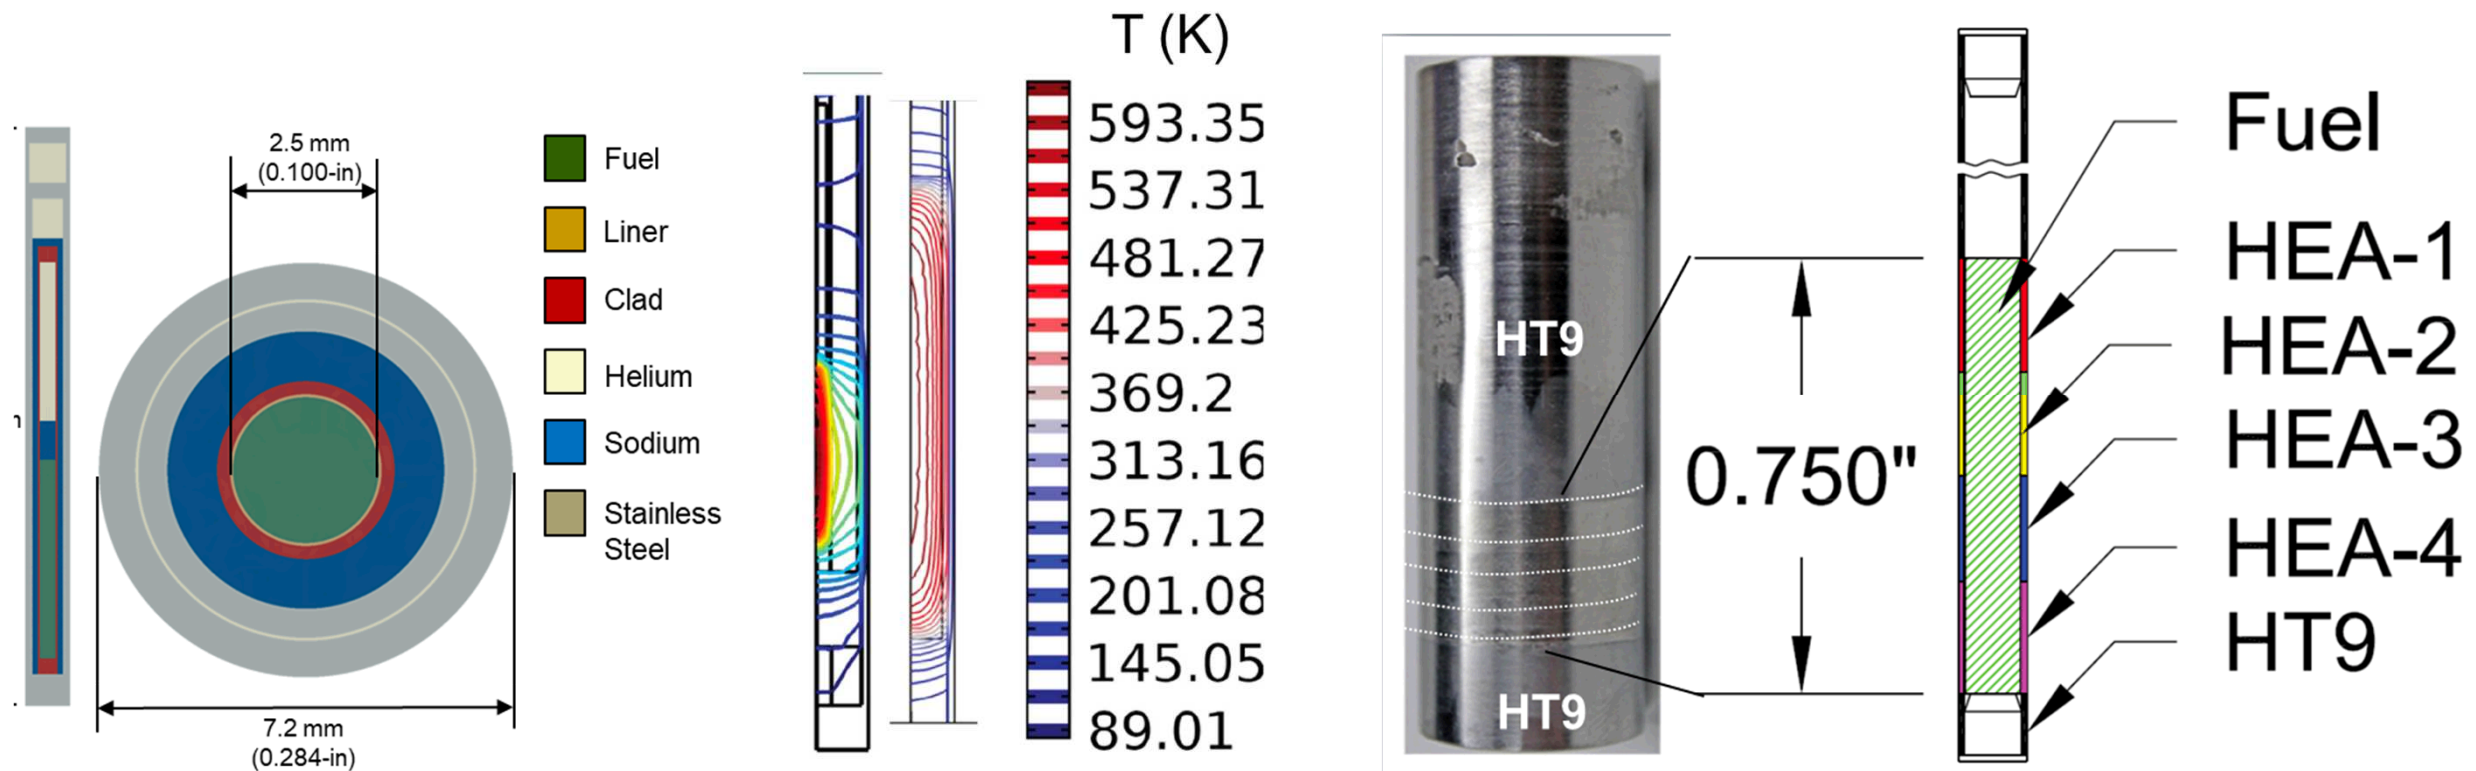 2.5 mm
(0.100-in)
7.2 mm
(0.284-in)
Fuel
Liner
Clad
Helium
Sodium
Stainless
Steel
T (K)
593.35
537.31
481.27
425.23
369.2
313.16
257.12
201.08
145.05
89.01
HT9
HT9
0.750"
Fuel
HEA-1
HEA-2
HEA-3
HEA-4
HT9